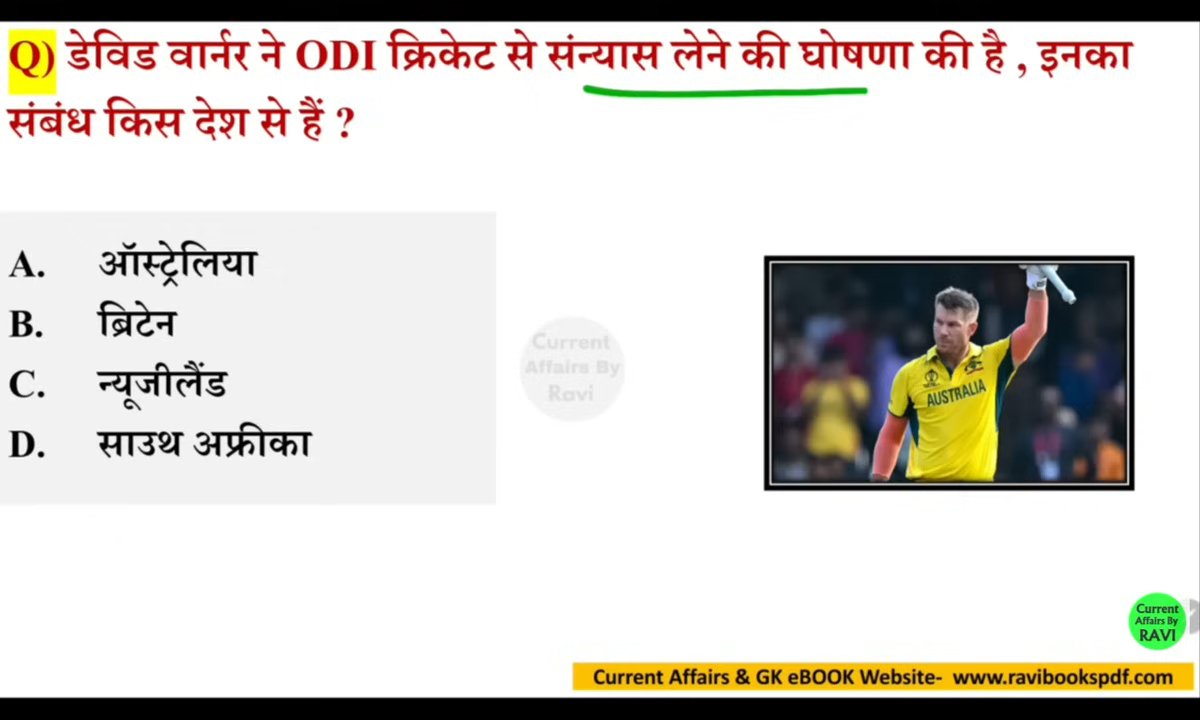 Q) डेविड वार्नर ने ODI क्रिकेट से संन्यास लेने की घोषणा की है , इनका
संबंध किस देश से हैं ?
A. ऑस्ट्रेलिया
B. ब्रिटेन
C. न्यूजीलैंड
D. साउथ अफ्रीका
Current
Affairs By
Ravi
AUSTRALIA
Current
Affairs By
RAVI
Current Affairs & GK eBOOK Website- www.ravibookspdf.com